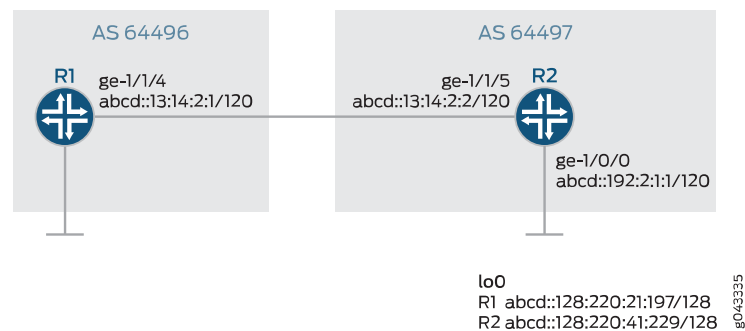 AS 64496
AS 64497
R1
ge-1/1/4
abcd::13:14:2:1/120
ge-1/1/5
abcd::13:14:2:2/120
R2
ge-1/0/0
abcd::192:2:1:1/120
lo0
R1 abcd::128:220:21:197/128
R2 abcd::128:220:41:229/128
g043335